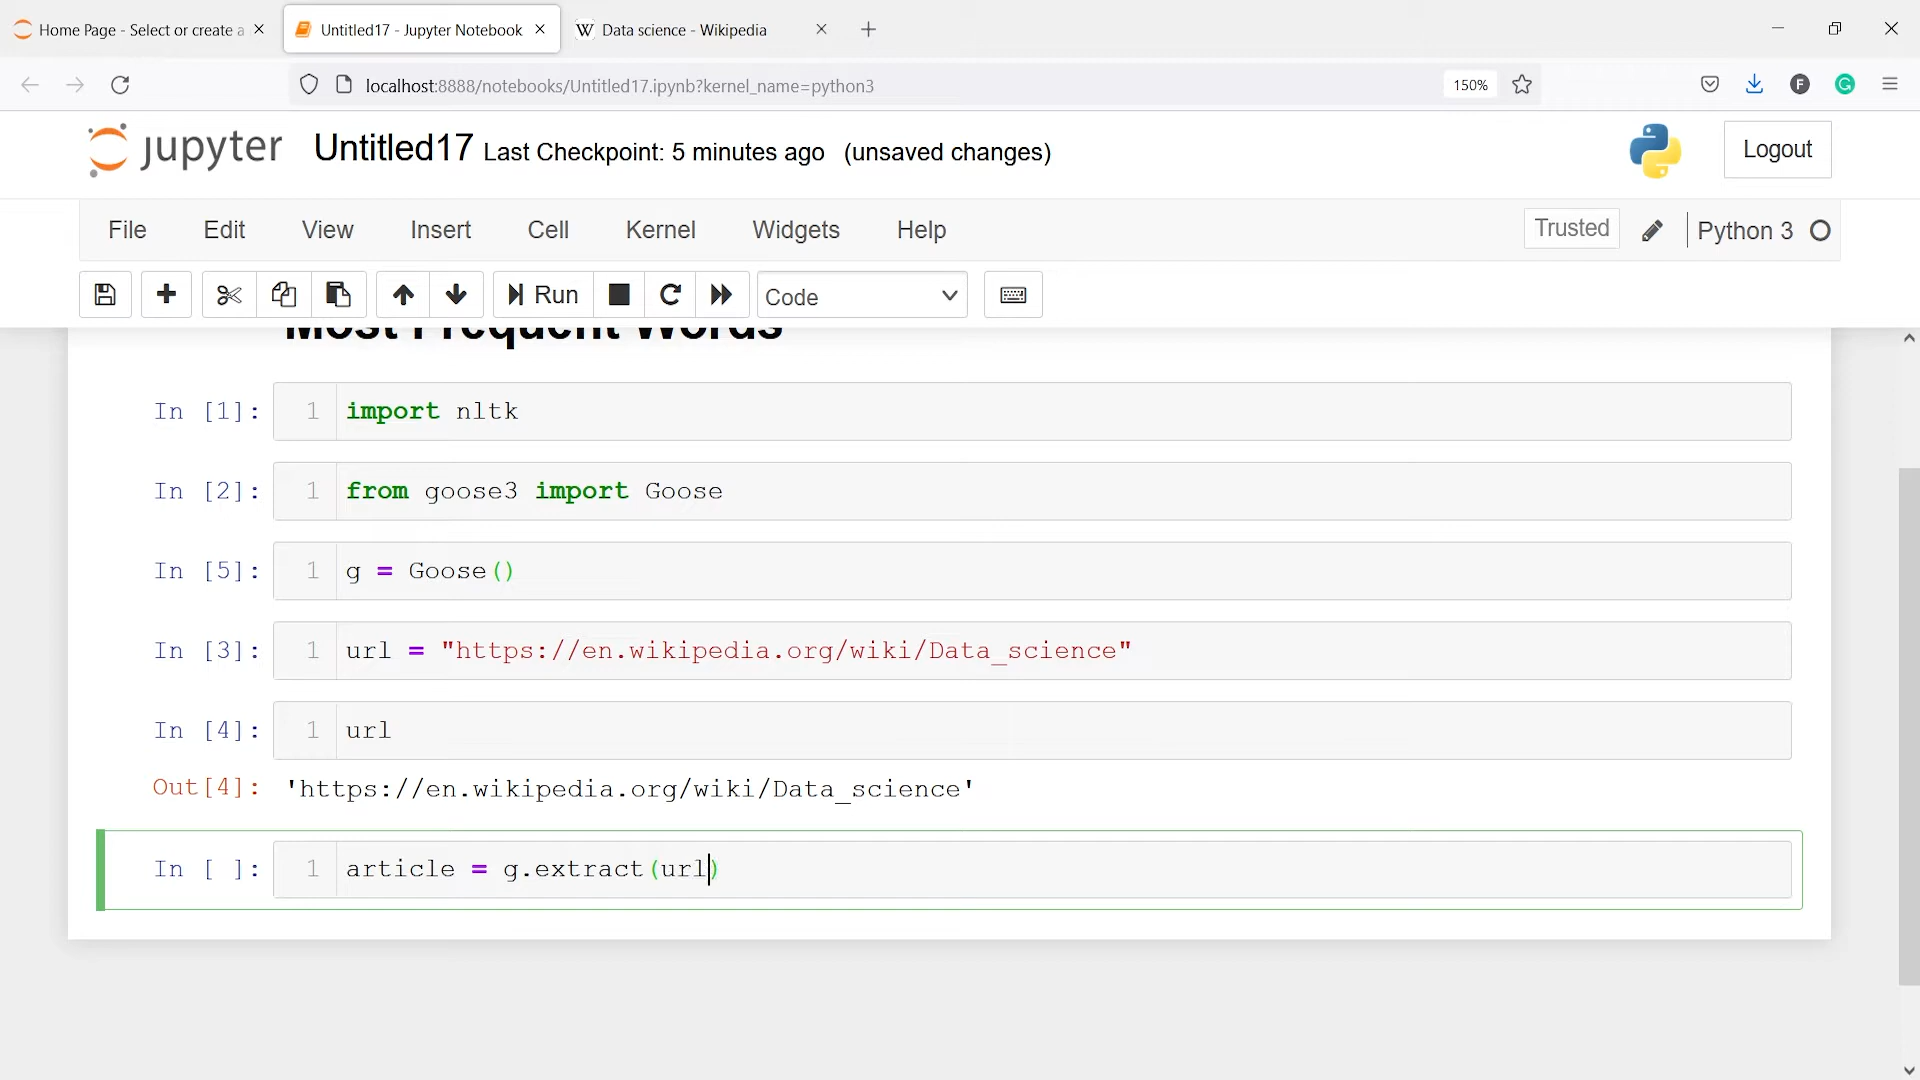 Home Page - Select or create a
Untitled17 - Jupyter Notebook
W Data science - Wikipedia
localhost:8888/notebooks/Untitled17.ipynb?kernel_name=python3
150%
F
G
jupyter Untitled17 Last Checkpoint: 5 minutes ago (unsaved changes)
Logout
File Edit View Insert Cell Kernel Widgets Help
Trusted Python 3
Run Code
Most Frequent Words
In [1]: 1 import nltk
In [2]: 1 from goose3 import Goose
In [5]: 1 g = Goose()
In [3]: 1 url = "https://en.wikipedia.org/wiki/Data_science"
In [4]: 1 url
Out[4]: 'https://en.wikipedia.org/wiki/Data_science'
In [ ]: 1 article = g.extract(url)